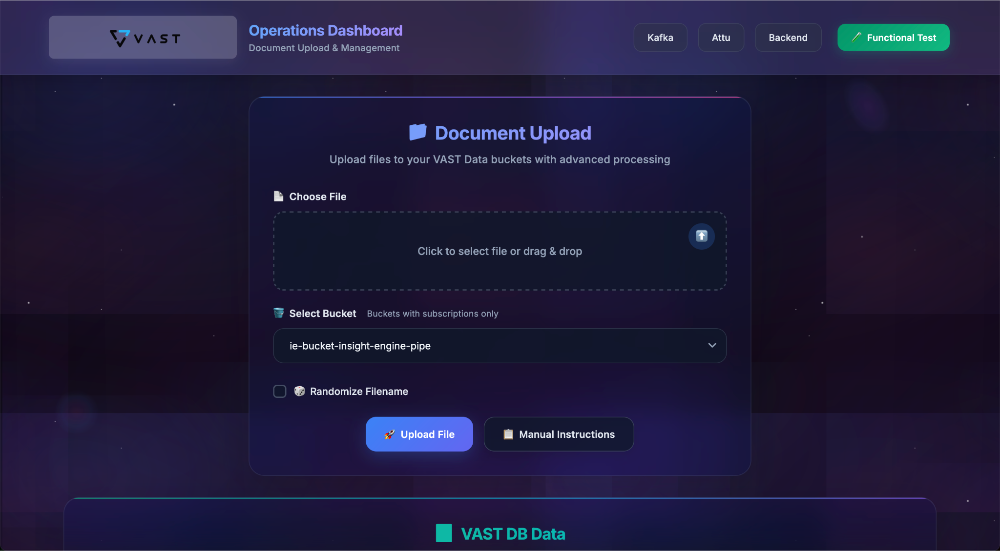 VAST
Operations Dashboard
Document Upload & Management
Kafka
Attu
Backend
Functional Test
Document Upload
Upload files to your VAST Data buckets with advanced processing
Choose File
Click to select file or drag & drop
Select Bucket Buckets with subscriptions only
ie-bucket-insight-engine-pipe
Randomize Filename
Upload File
Manual Instructions
VAST DB Data